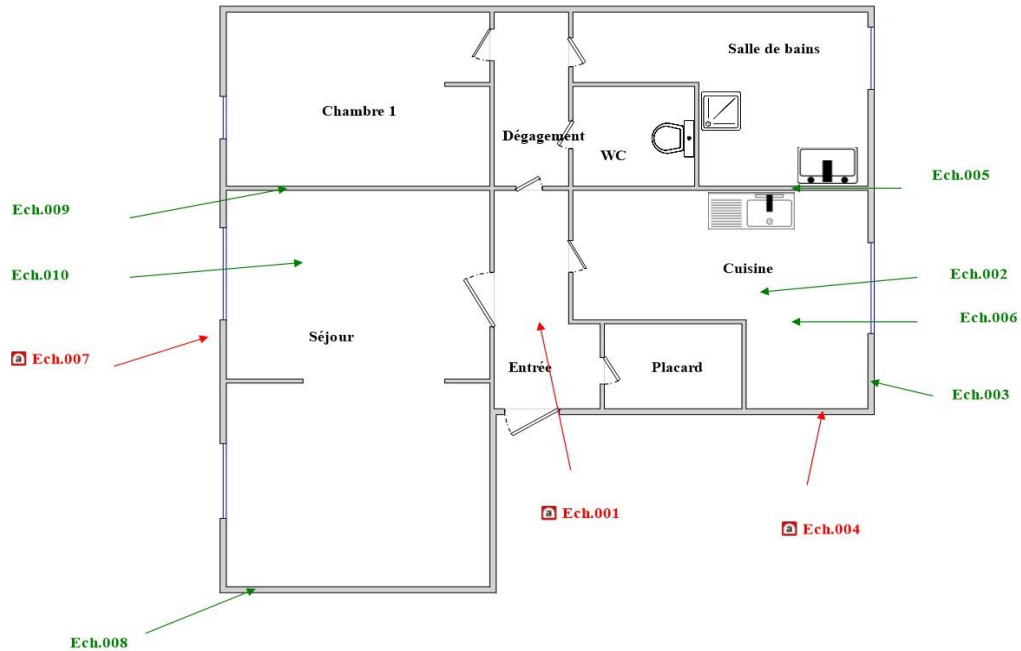 Salle de bains
Chambre 1
Dégagement
WC
Ech.005
Ech.009
Ech.010
Cuisine
Ech.002
Ech.006
a Ech.007
Séjour
Entrée
Placard
Ech.003
a Ech.001
a Ech.004
Ech.008